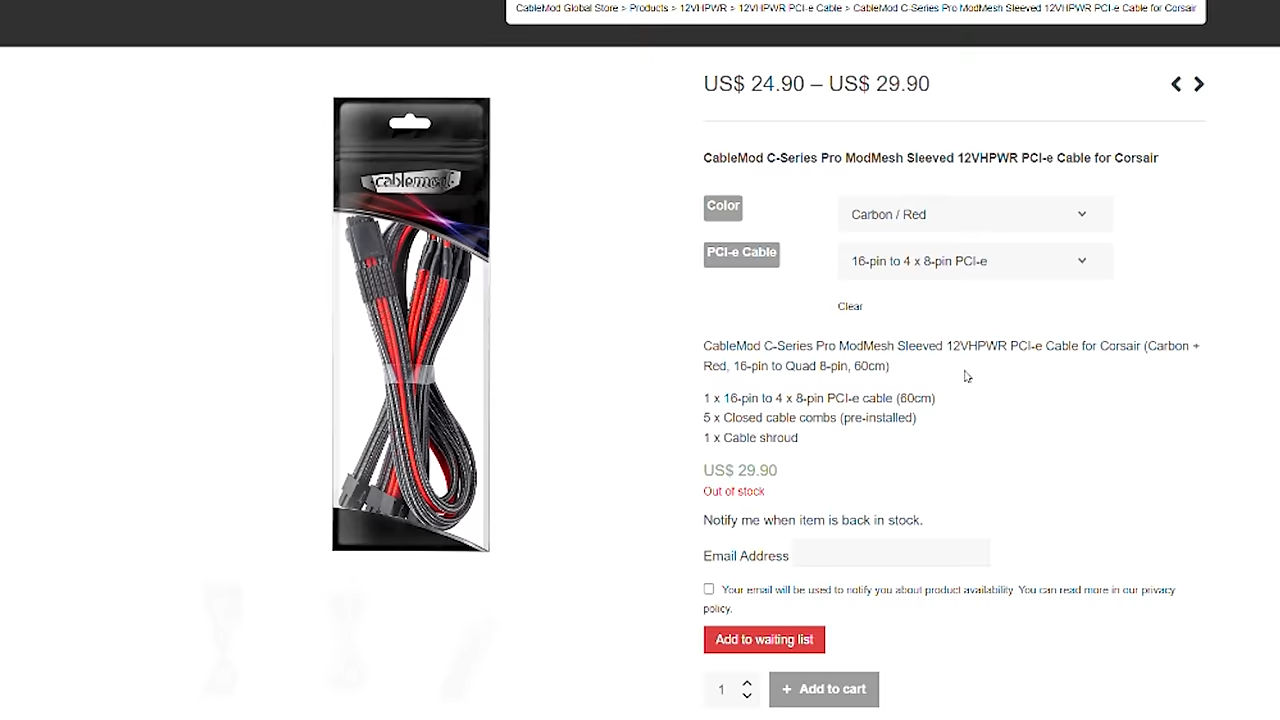 CableMod Global Store > Products > 12VHPWR > 12VHPWR PCI-e Cable > CableMod C-Series Pro ModMesh Sleeved 12VHPWR PCI-e Cable for Corsair
US$ 24.90 – US$ 29.90
cablemod
CableMod C-Series Pro ModMesh Sleeved 12VHPWR PCI-e Cable for Corsair
Color
Carbon / Red
PCI-e Cable
16-pin to 4 x 8-pin PCI-e
Clear
CableMod C-Series Pro ModMesh Sleeved 12VHPWR PCI-e Cable for Corsair (Carbon +
Red, 16-pin to Quad 8-pin, 60cm)
1 x 16-pin to 4 x 8-pin PCI-e cable (60cm)
5 x Closed cable combs (pre-installed)
1 x Cable shroud
US$ 29.90
Out of stock
Notify me when item is back in stock.
Email Address
Your email will be used to notify you about product availability. You can read more in our privacy
policy.
Add to waiting list
1
+ Add to cart